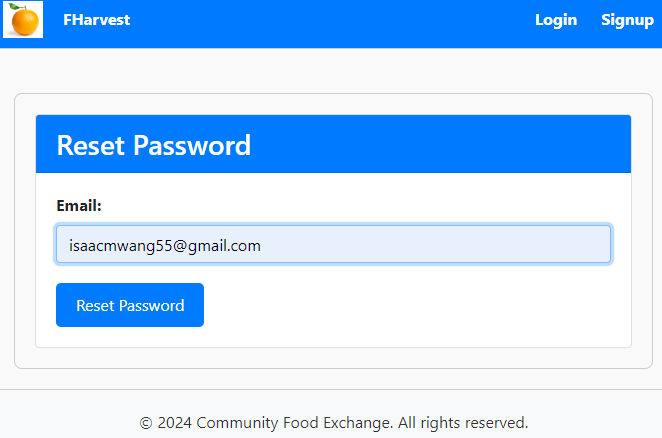 FHarvest Login Signup
Reset Password
Email:
isaacmwang55@gmail.com
Reset Password
© 2024 Community Food Exchange. All rights reserved.